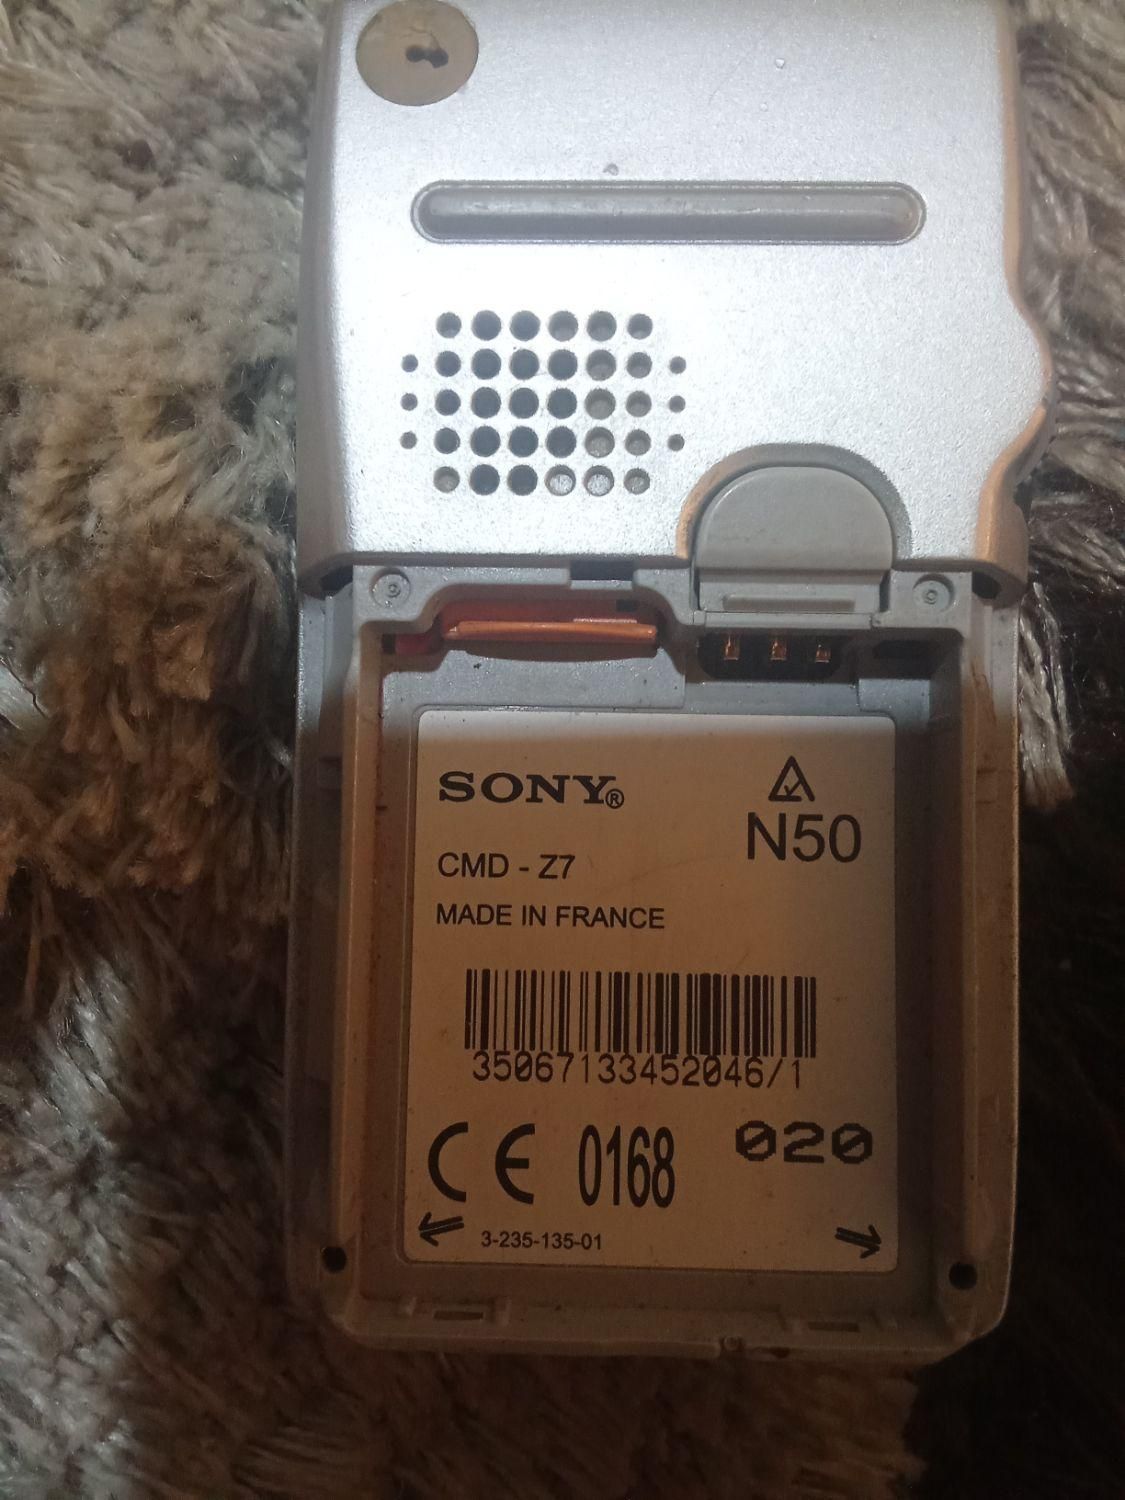 SONY®
N50
CMD - Z7
MADE IN FRANCE
35067133452046/1
CE 0168
020
3-235-135-01